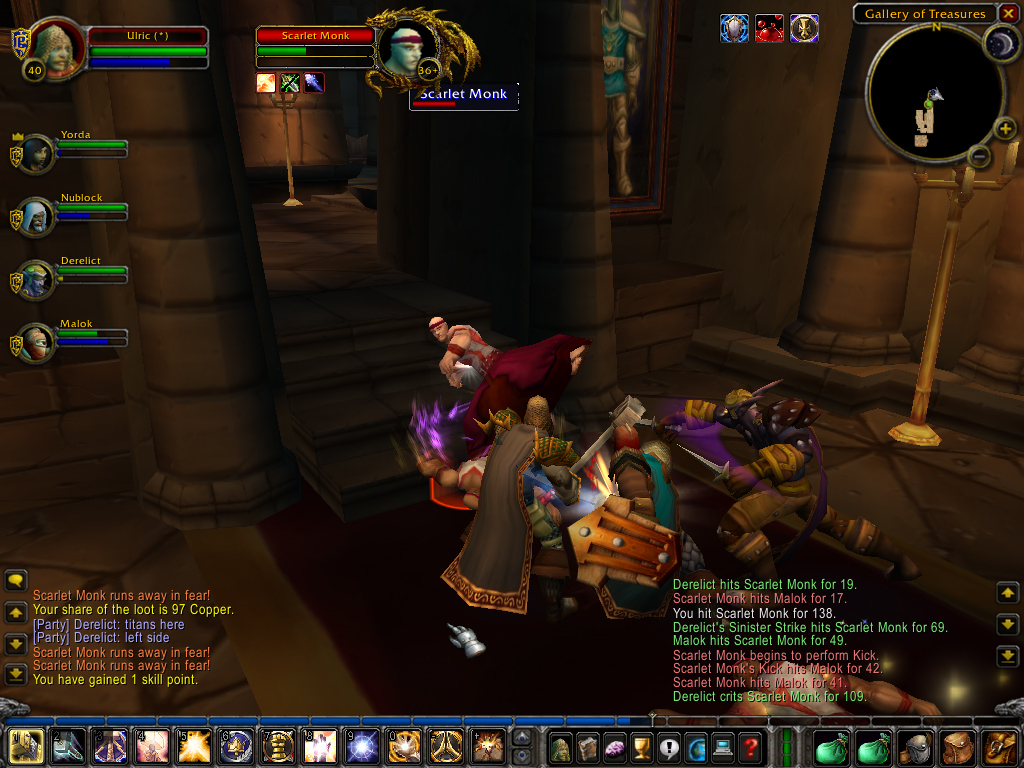 Ulric (*)
40
Scarlet Monk
36+
Scarlet Monk
Gallery of Treasures
N
Yorda
Nublock
Derelict
Malok
Scarlet Monk runs away in fear!
Your share of the loot is 97 Copper.
[Party] Derelict: titans here
[Party] Derelict: left side
Scarlet Monk runs away in fear!
Scarlet Monk runs away in fear!
You have gained 1 skill point.
Derelict hits Scarlet Monk for 19.
Scarlet Monk hits Malok for 17.
You hit Scarlet Monk for 138.
Derelict's Sinister Strike hits Scarlet Monk for 69.
Malok hits Scarlet Monk for 49.
Scarlet Monk begins to perform Kick.
Scarlet Monk's Kick hits Malok for 42.
Scarlet Monk hits Malok for 41.
Derelict crits Scarlet Monk for 109.